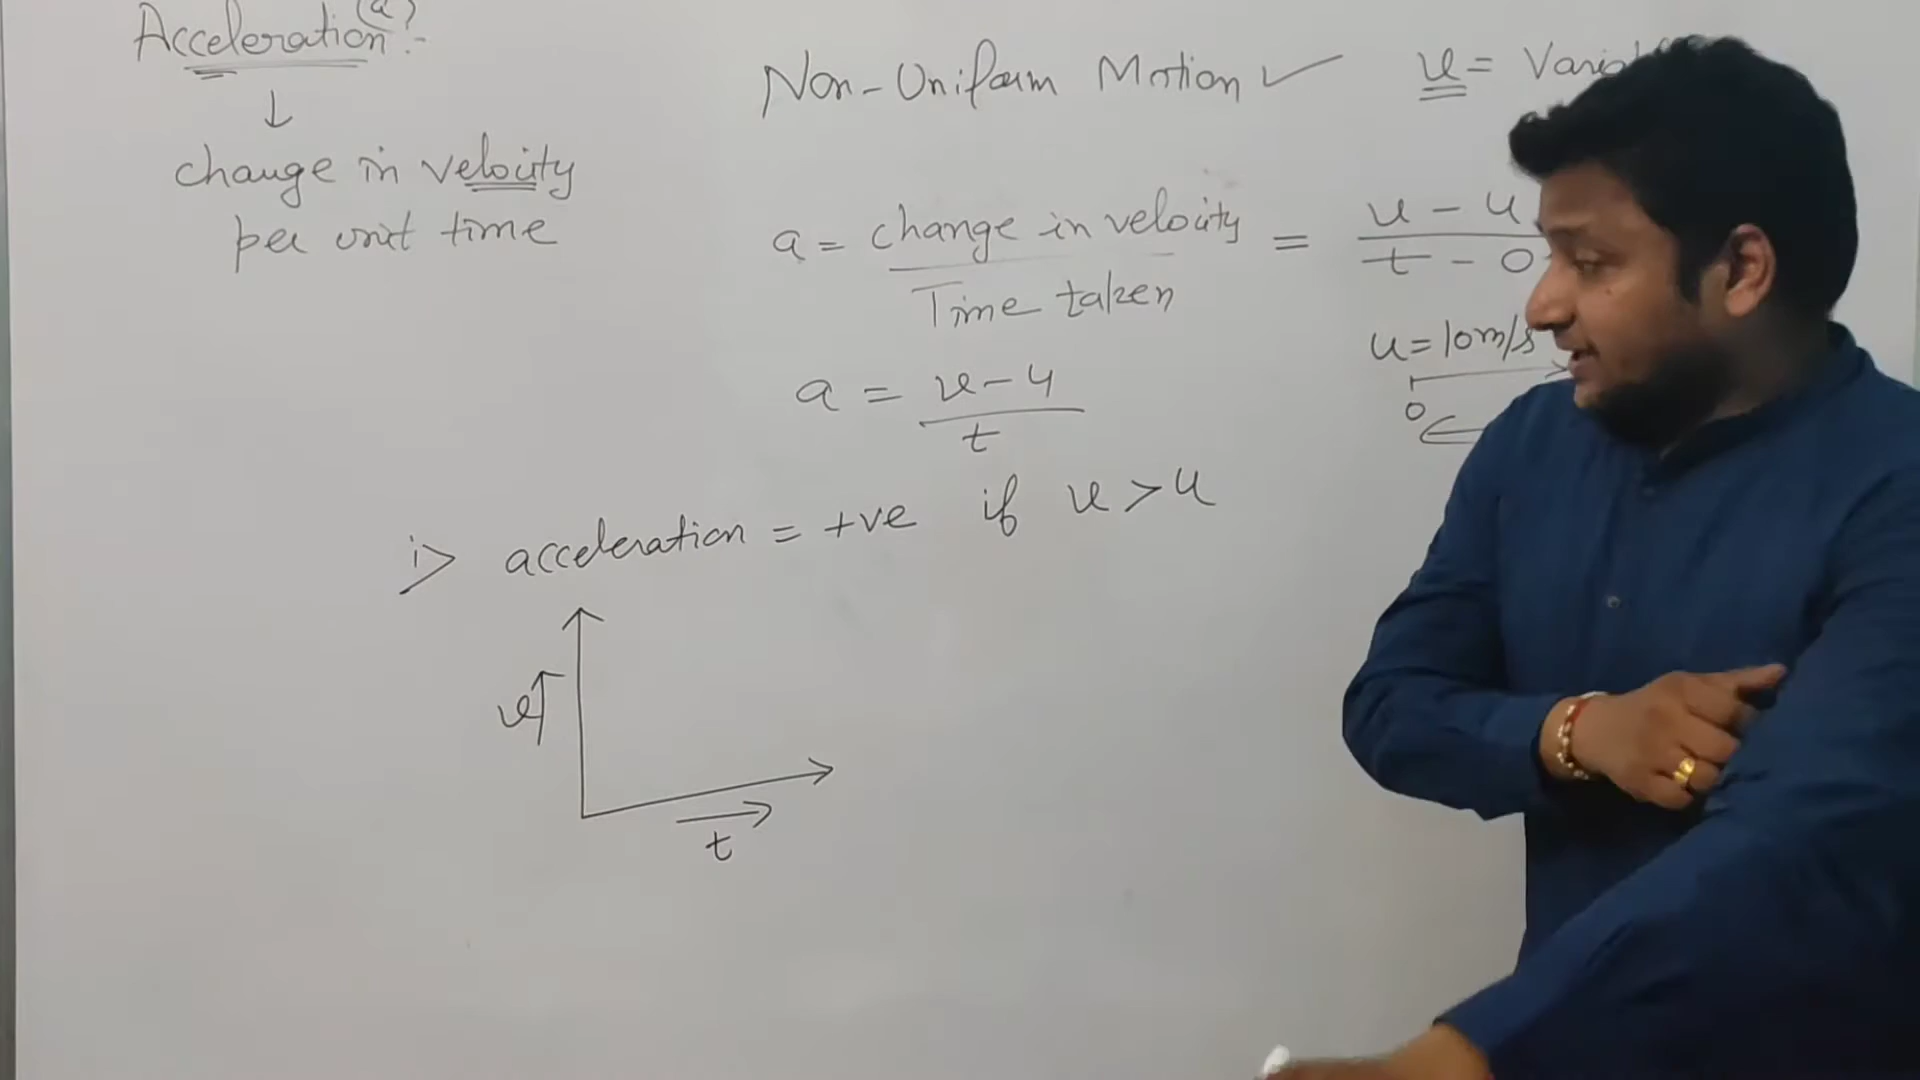 Acceleration (a) :-
↓
change in velocity
per unit time
Non-Uniform Motion ✓
v =
a = change in velocity / Time taken = v - u / t - 0
a = v - u / t
u = 10 m/s
0
i> acceleration = +ve if v > u
v↑
→
t